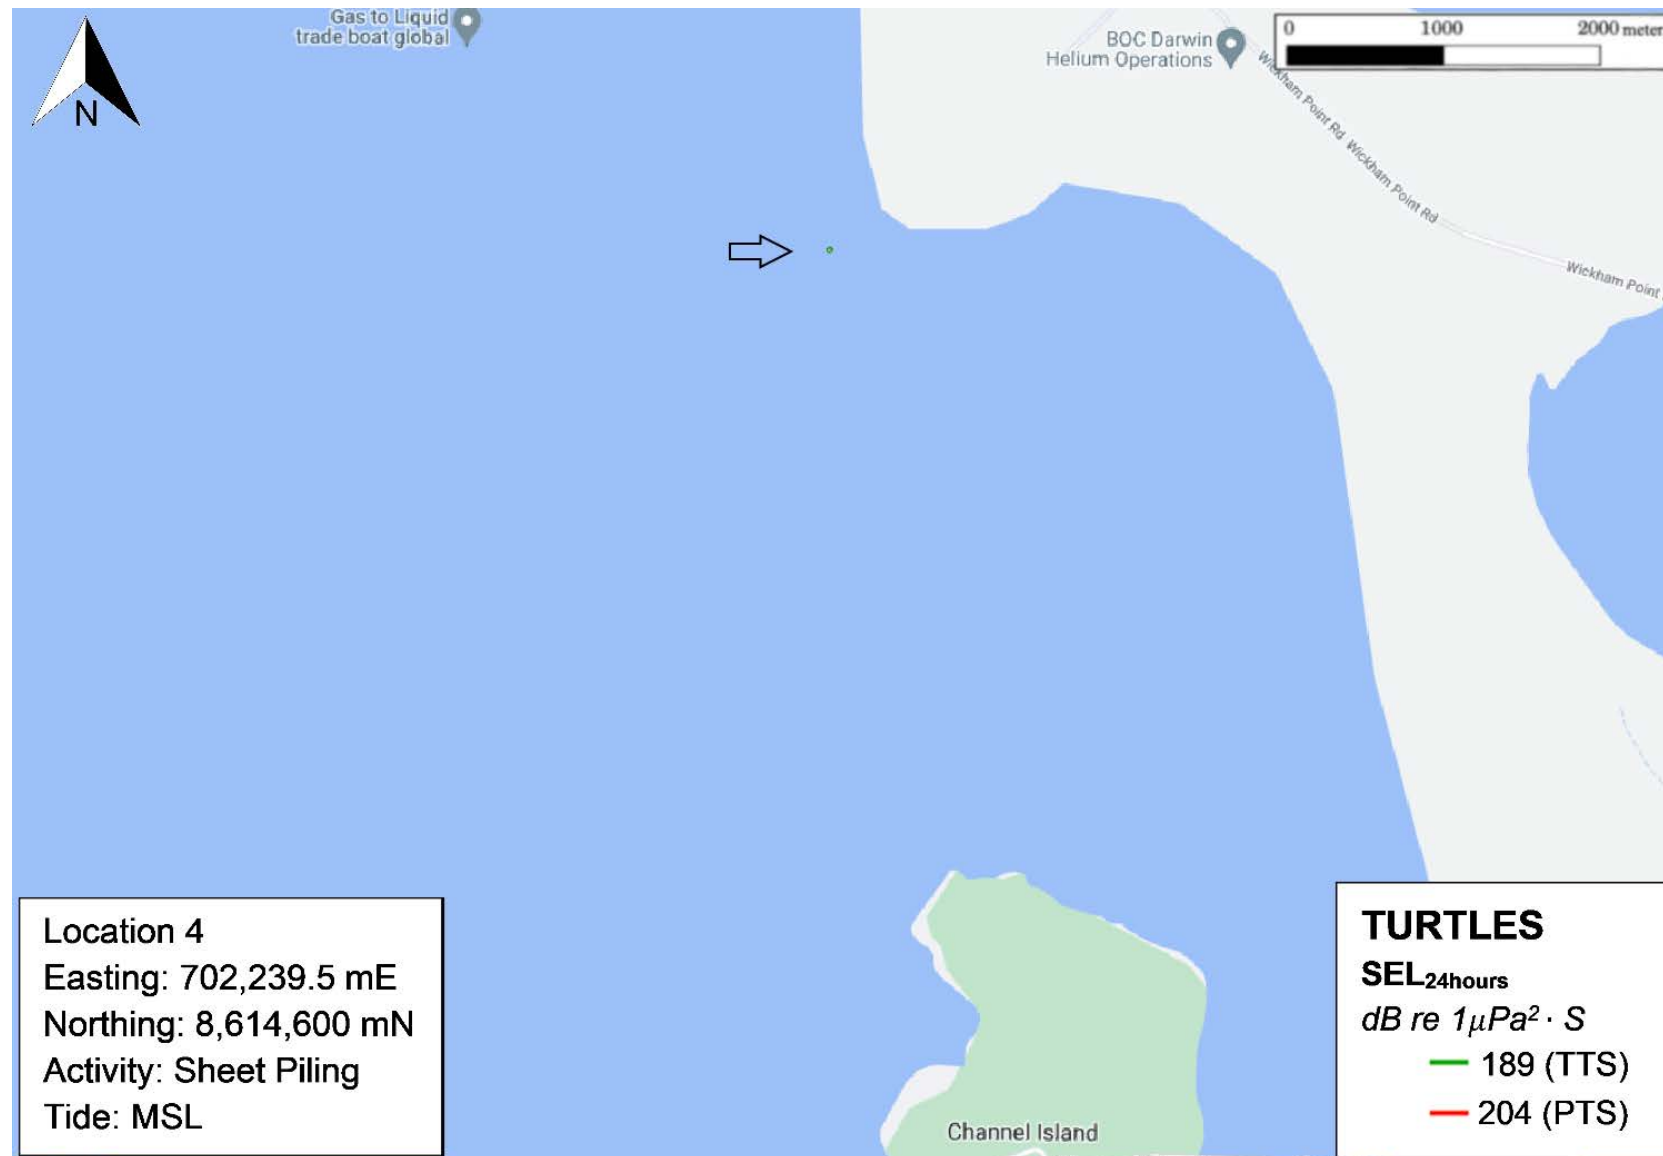 Gas to Liquid
trade boat global
BOC Darwin
Helium Operations
0 1000 2000 meter
N
Wickham Point Rd
Wickham Point Rd
Wickham Point
Location 4
Easting: 702,239.5 mE
Northing: 8,614,600 mN
Activity: Sheet Piling
Tide: MSL
TURTLES
SEL24hours
dB re 1μPa² · S
189 (TTS)
204 (PTS)
Channel Island